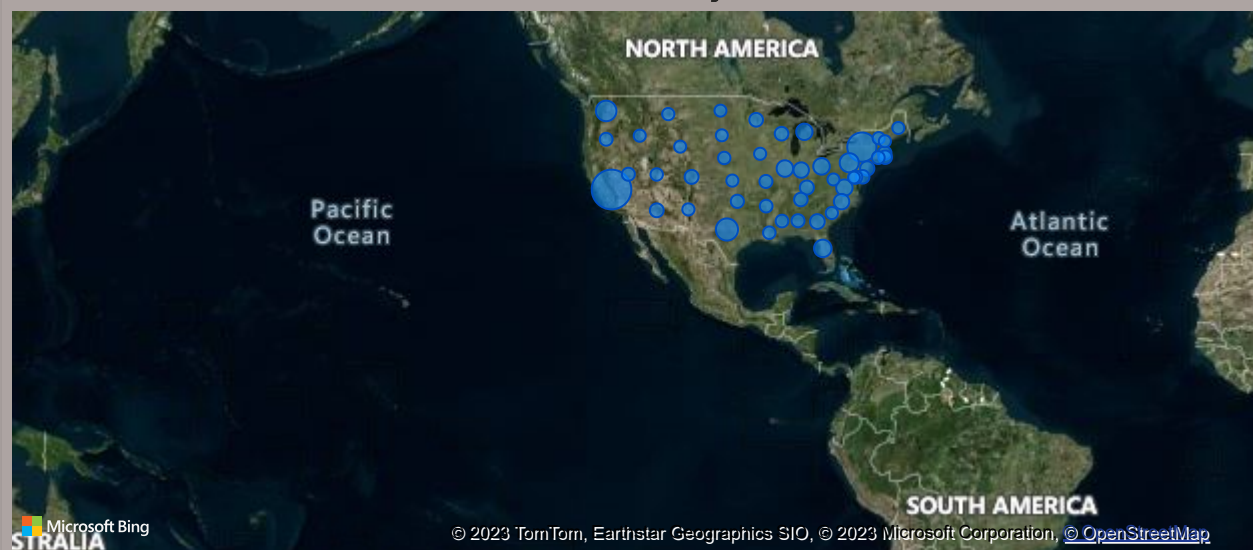 NORTH AMERICA
Pacific
Ocean
Atlantic
Ocean
SOUTH AMERICA
Microsoft Bing
© 2023 TomTom, Earthstar Geographics SIO, © 2023 Microsoft Corporation, © OpenStreetMap
STRALIA